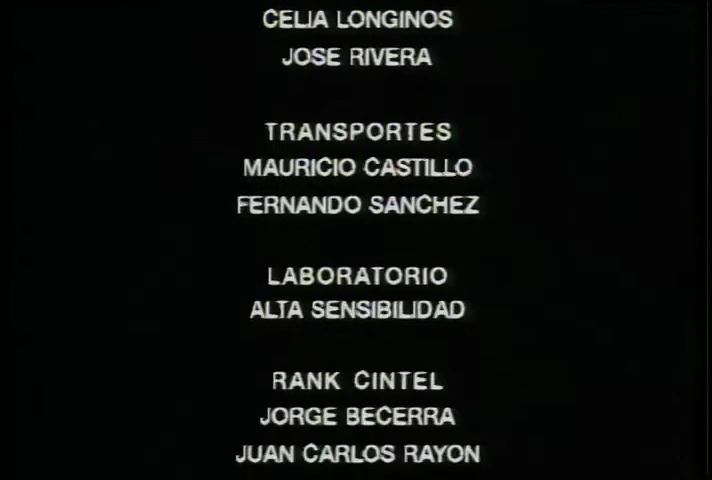 CELIA LONGINOS
JOSE RIVERA
TRANSPORTES
MAURICIO CASTILLO
FERNANDO SANCHEZ
LABORATORIO
ALTA SENSIBILIDAD
RANK CINTEL
JORGE BECERRA
JUAN CARLOS RAYON